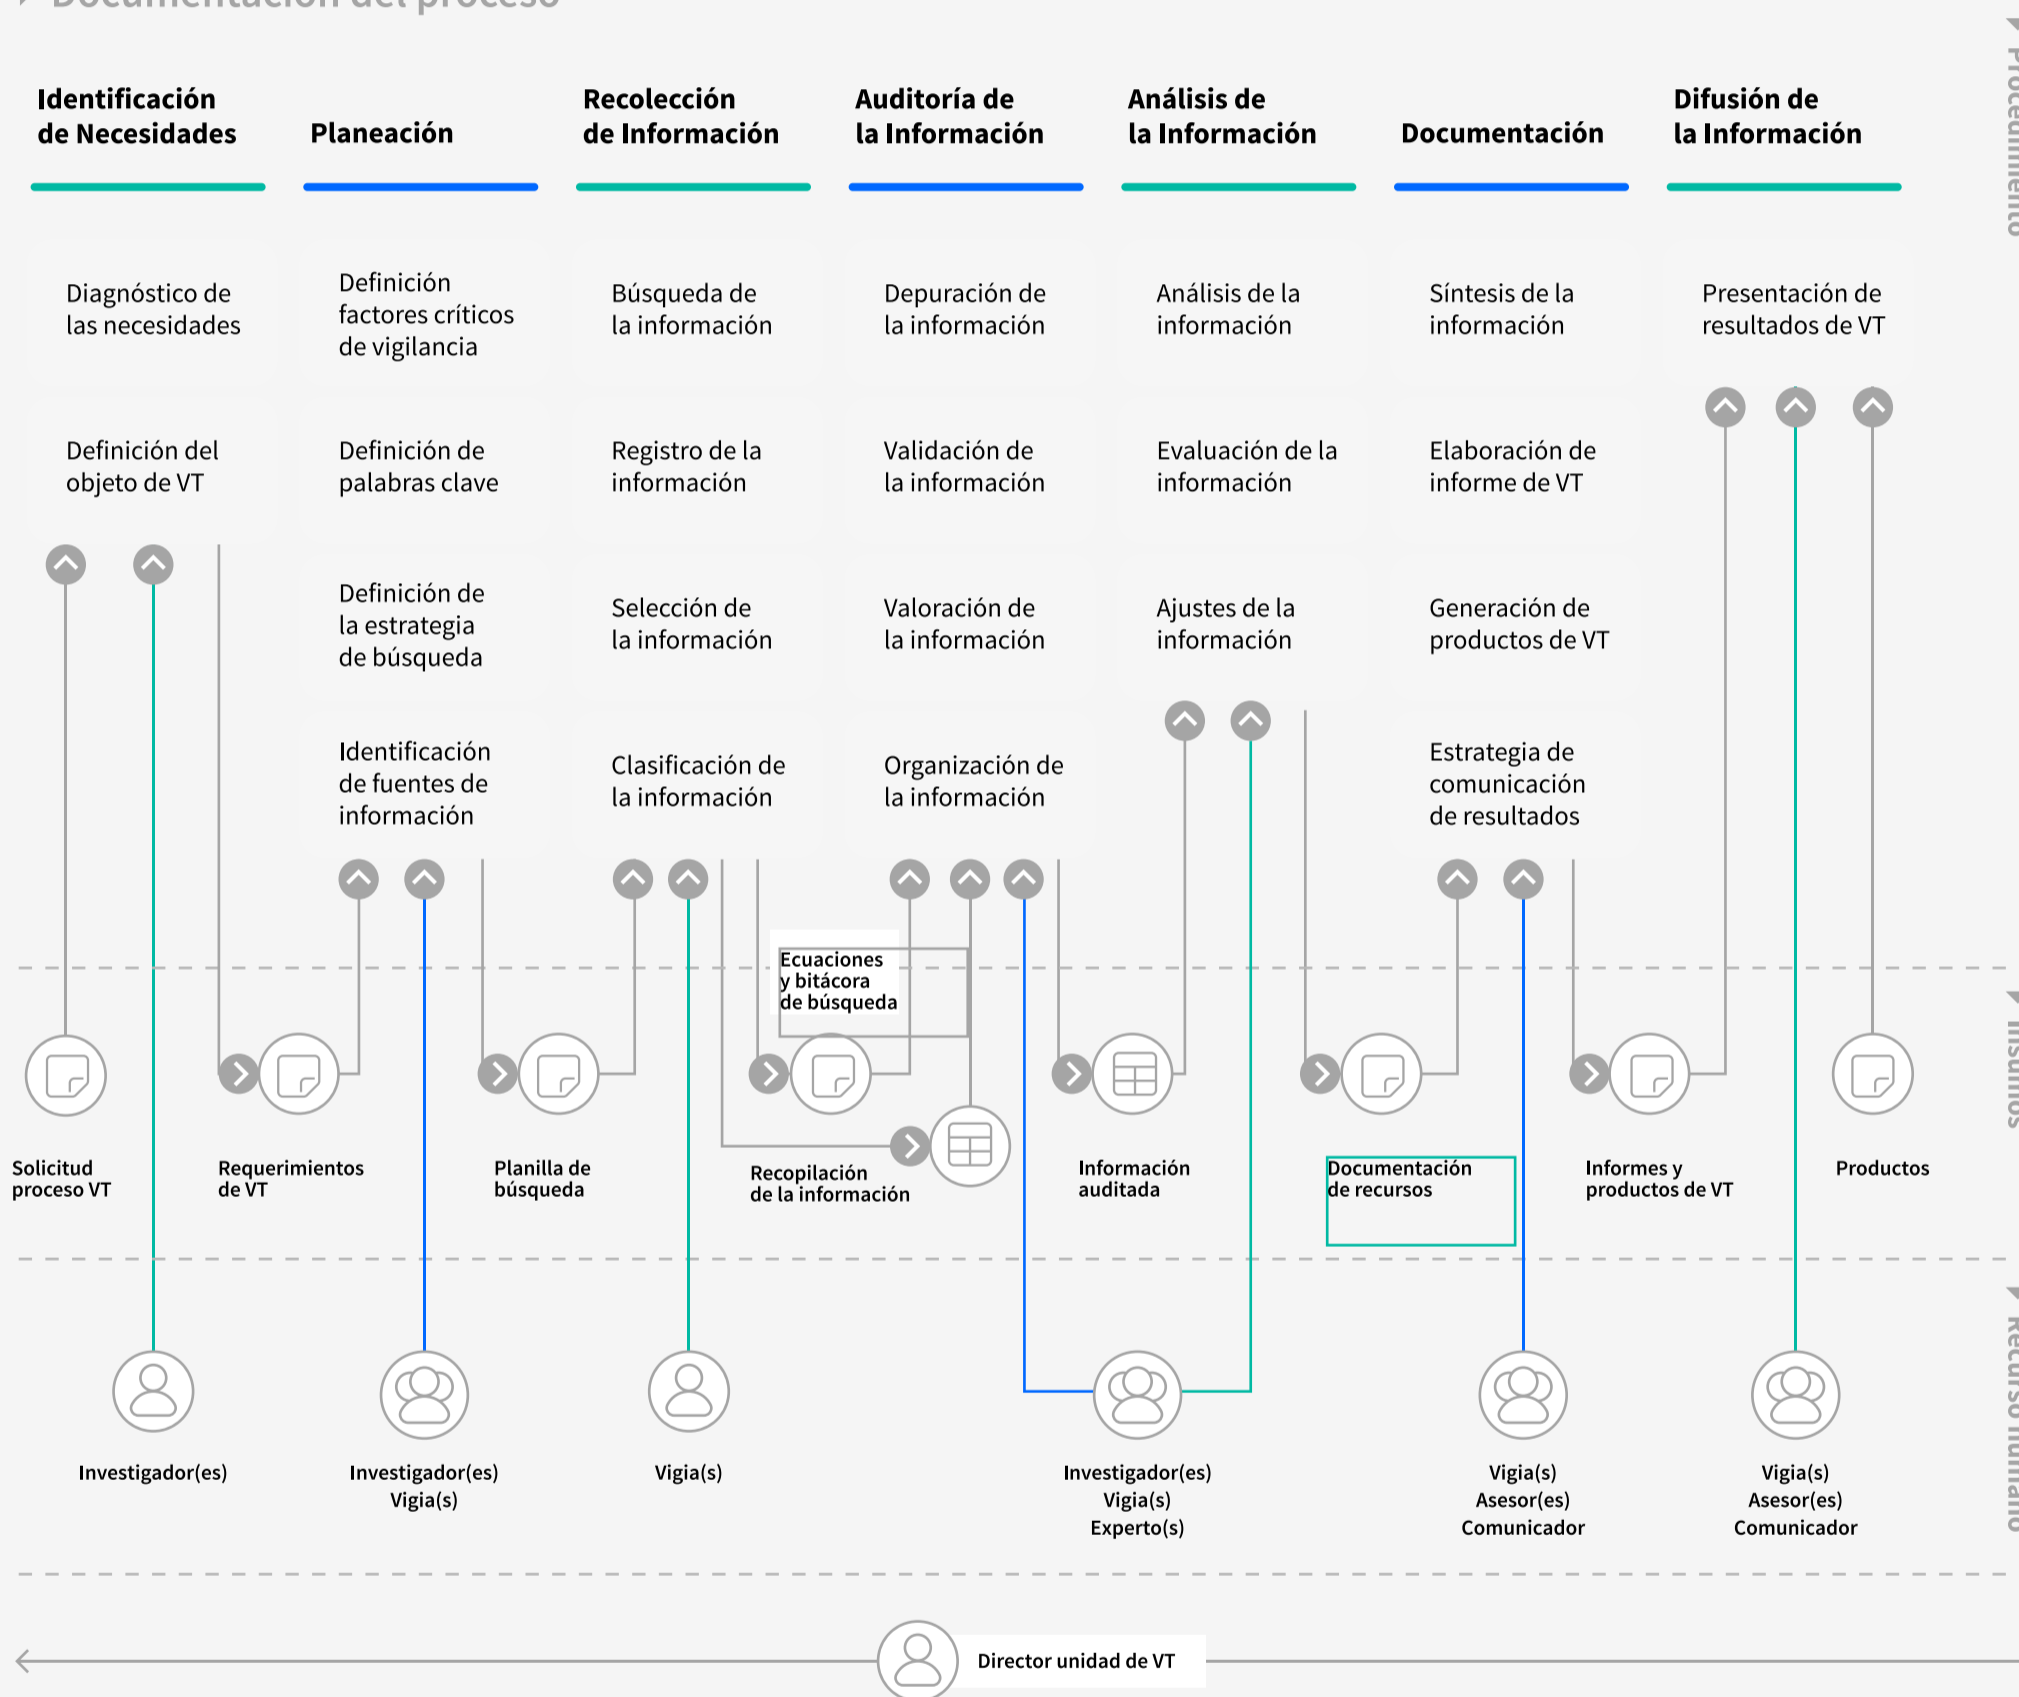 Documentación del proceso
Procedimiento
Identificación
de Necesidades
Planeación
Recolección
de Información
Auditoría de
la Información
Análisis de
la Información
Documentación
Difusión de
la Información
Diagnóstico de
las necesidades
Definición
factores críticos
de vigilancia
Búsqueda de
la información
Depuración de
la información
Análisis de la
información
Síntesis de la
información
Presentación de
resultados de VT
Definición del
objeto de VT
Definición de
palabras clave
Registro de la
información
Validación de
la información
Evaluación de la
información
Elaboración de
informe de VT
Definición de
la estrategia
de búsqueda
Selección de
la información
Valoración de
la información
Ajustes de la
información
Generación de
productos de VT
Identificación
de fuentes de
información
Clasificación de
la información
Organización de
la información
Estrategia de
comunicación
de resultados
Insumos
Ecuaciones
y bitácora
de búsqueda
Solicitud
proceso VT
Requerimientos
de VT
Planilla de
búsqueda
Recopilación
de la información
Información
auditada
Documentación
de recursos
Informes y
productos de VT
Productos
Recurso humano
Investigador(es)
Investigador(es)
Vigia(s)
Vigia(s)
Investigador(es)
Vigia(s)
Experto(s)
Vigia(s)
Asesor(es)
Comunicador
Vigia(s)
Asesor(es)
Comunicador
Director unidad de VT